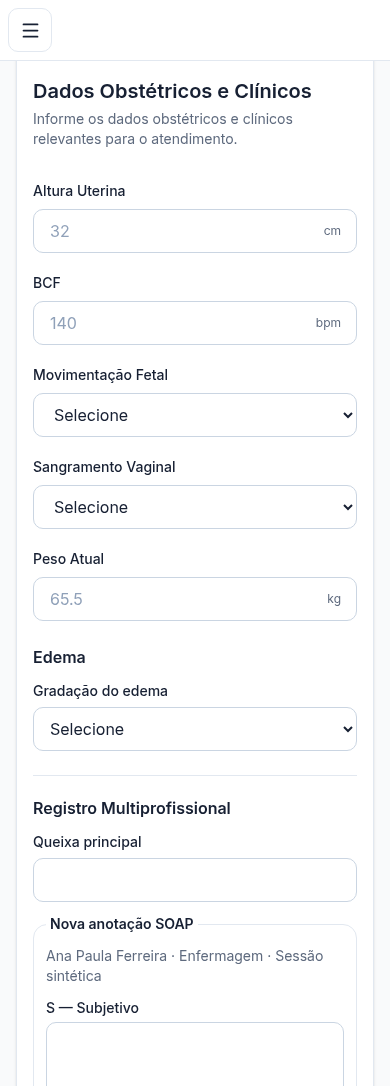 Dados Obstétricos e Clínicos
Informe os dados obstétricos e clínicos
relevantes para o atendimento.
Altura Uterina
32 cm
BCF
140 bpm
Movimentação Fetal
Selecione
Sangramento Vaginal
Selecione
Peso Atual
65.5 kg
Edema
Gradação do edema
Selecione
Registro Multiprofissional
Queixa principal
Nova anotação SOAP
Ana Paula Ferreira · Enfermagem · Sessão
sintética
S — Subjetivo